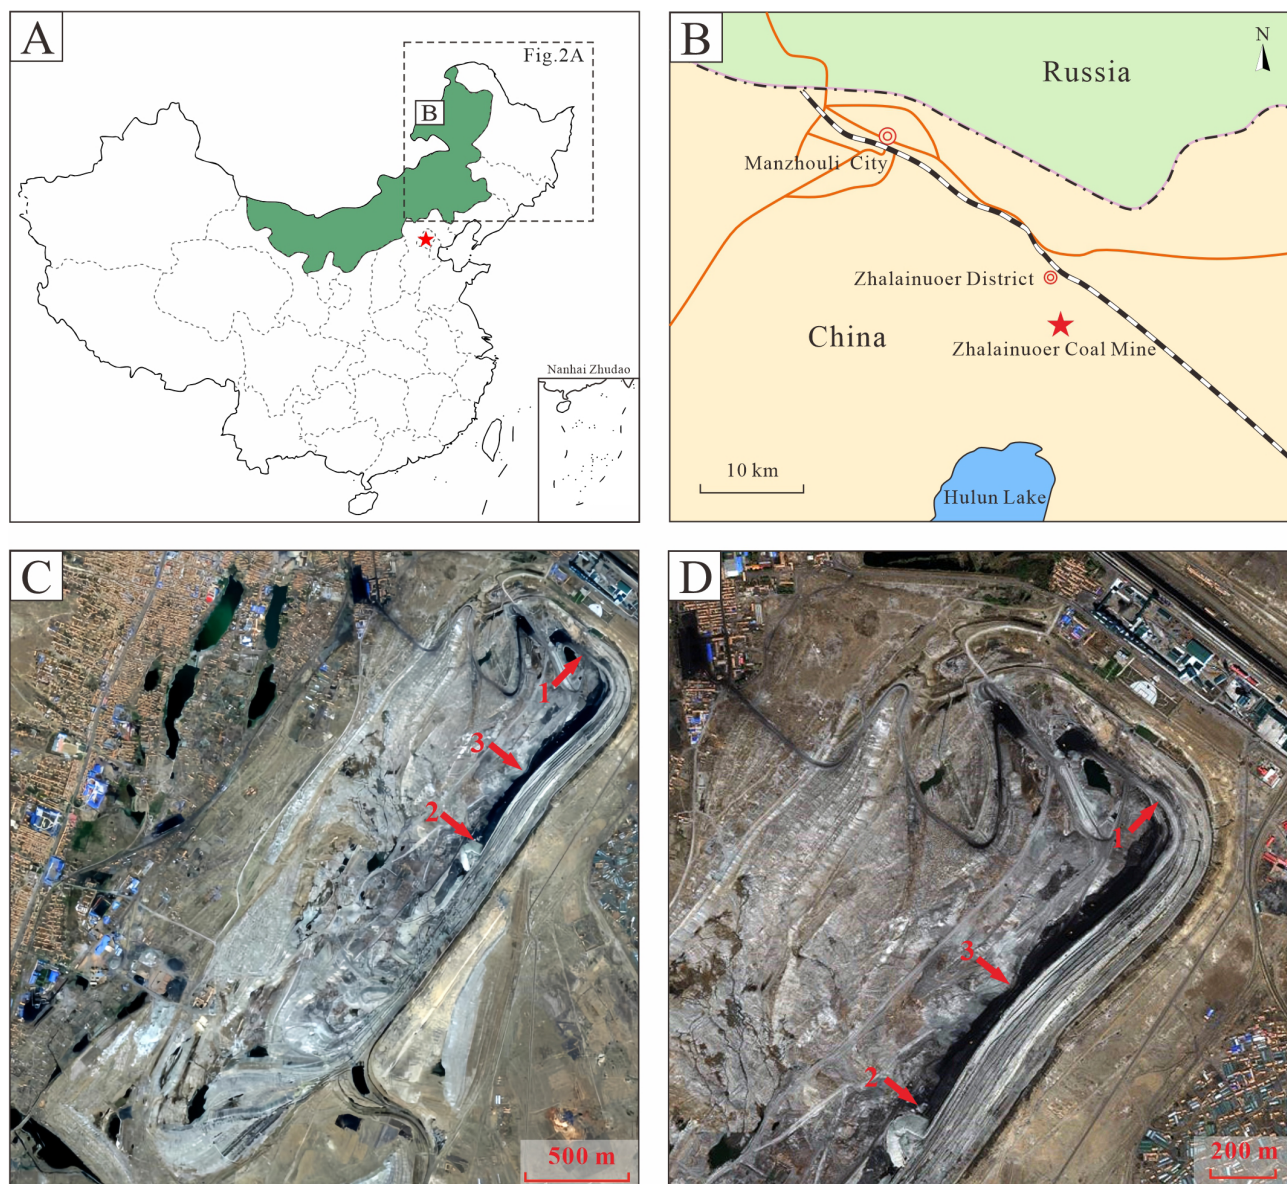 A
Fig.2A
B
Nanhai Zhudao
B
N
Russia
Manzhouli City
Zhalainuoer District
China
Zhalainuoer Coal Mine
10 km
Hulun Lake
C
1
3
2
500 m
D
1
3
2
200 m